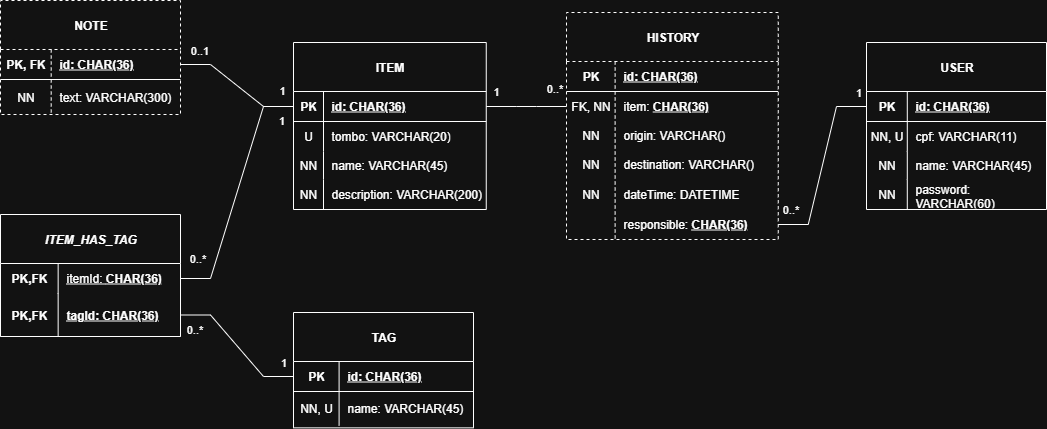 NOTE
PK, FK id: CHAR(36)
NN text: VARCHAR(300)
0..1
1
1
ITEM
PK id: CHAR(36)
U tombo: VARCHAR(20)
NN name: VARCHAR(45)
NN description: VARCHAR(200)
1
0..*
HISTORY
PK id: CHAR(36)
FK, NN item: CHAR(36)
NN origin: VARCHAR()
NN destination: VARCHAR()
NN dateTime: DATETIME
responsible: CHAR(36)
0..*
1
USER
PK id: CHAR(36)
NN, U cpf: VARCHAR(11)
NN name: VARCHAR(45)
NN password:
VARCHAR(60)
ITEM_HAS_TAG
PK,FK itemId: CHAR(36)
PK,FK tagId: CHAR(36)
0..*
0..*
1
TAG
PK id: CHAR(36)
NN, U name: VARCHAR(45)